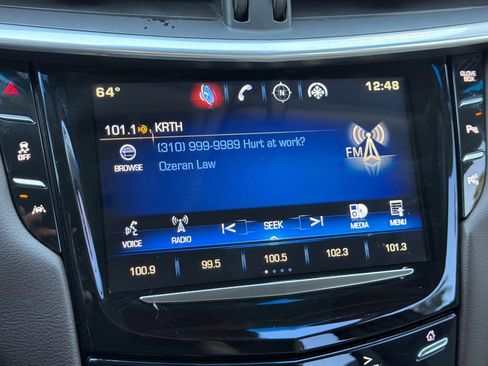 64°
12:48
GLOVE BOX
101.1 KRTH
(310) 999-9989 Hurt at work?
Ozeran Law
FM
BROWSE
OFF
VOICE
RADIO
SEEK
MEDIA
MENU
100.9 99.5 100.5 102.3 101.3
N